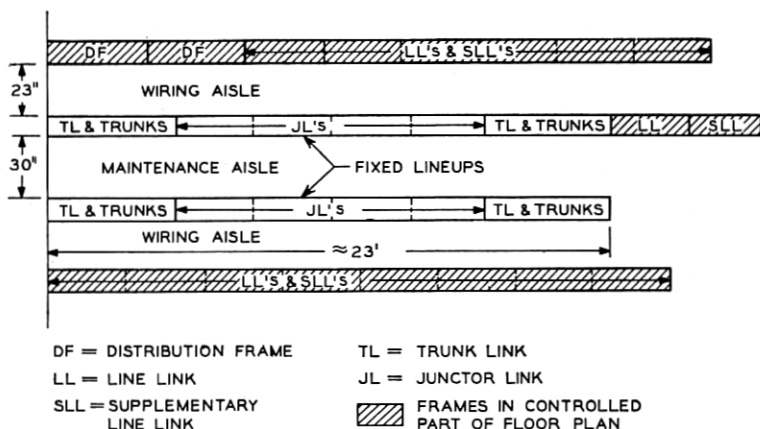 DF DF LL'S & SLL'S
23" WIRING AISLE
TL & TRUNKS JL'S TL & TRUNKS LL SLL
30" MAINTENANCE AISLE FIXED LINEUPS
TL & TRUNKS JL'S TL & TRUNKS
WIRING AISLE
≈23'
LL'S & SLL'S
DF = DISTRIBUTION FRAME
LL = LINE LINK
SLL = SUPPLEMENTARY
LINE LINK
TL = TRUNK LINK
JL = JUNCTOR LINK
FRAMES IN CONTROLLED
PART OF FLOOR PLAN